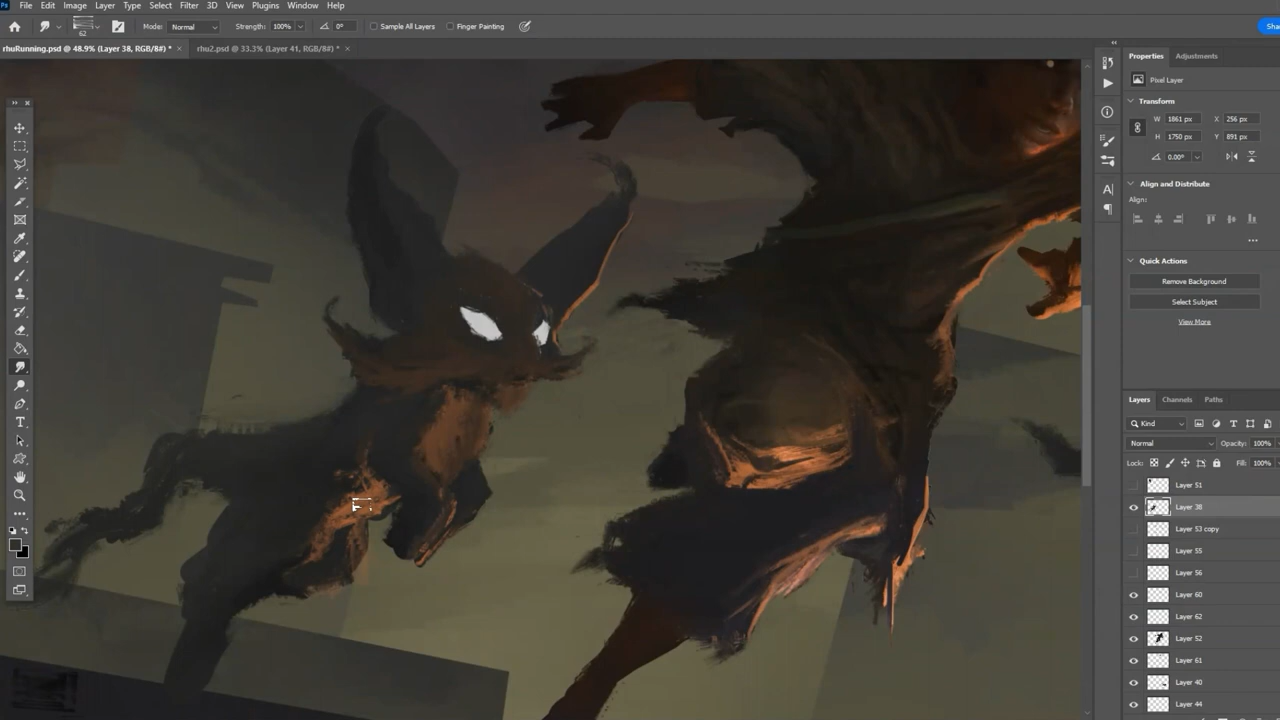 Ps File Edit Image Layer Type Select Filter 3D View Plugins Window Help
62 Mode: Normal Strength: 100% 0° Sample All Layers Finger Painting Sha
rhuRunning.psd @ 48.9% (Layer 38, RGB/8#) * × rhu2.psd @ 33.3% (Layer 41, RGB/8#) * ×
Properties Adjustments
Pixel Layer
Transform
W 1861 px X 256 px
H 1750 px Y 891 px
0.00°
Align and Distribute
Align:
Quick Actions
Remove Background
Select Subject
View More
Layers Channels Paths
Kind
Normal Opacity: 100%
Lock: Fill: 100%
Layer 51
Layer 38
Layer 53 copy
Layer 55
Layer 56
Layer 60
Layer 62
Layer 52
Layer 61
Layer 40
Layer 44